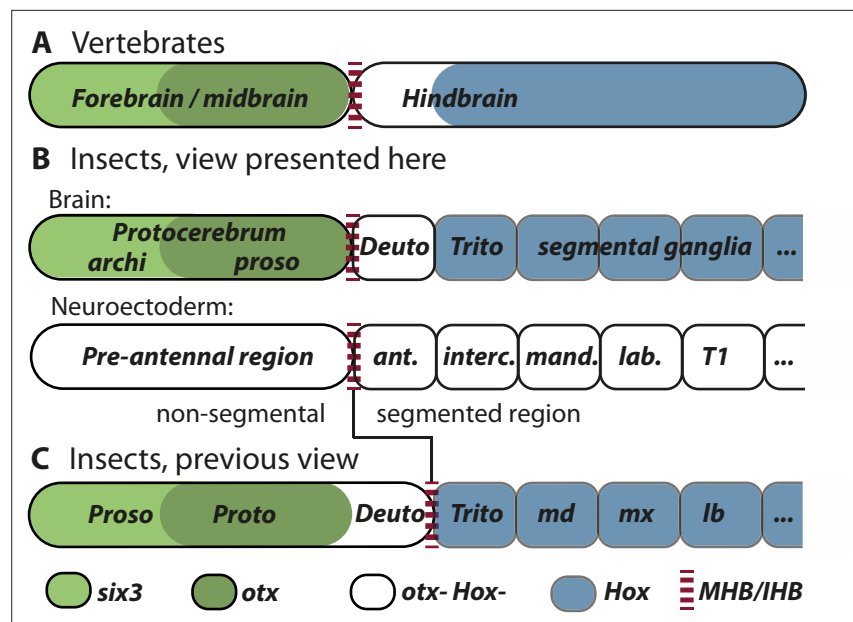 A Vertebrates
Forebrain / midbrain Hindbrain
B Insects, view presented here
Brain:
Protocerebrum
archi proso Deuto Trito segmental ganglia ...
Neuroectoderm:
Pre-antennal region ant. interc. mand. lab. T1 ...
non-segmental segmented region
C Insects, previous view
Proso Proto Deuto Trito md mx lb ...
six3 otx otx- Hox- Hox MHB/IHB